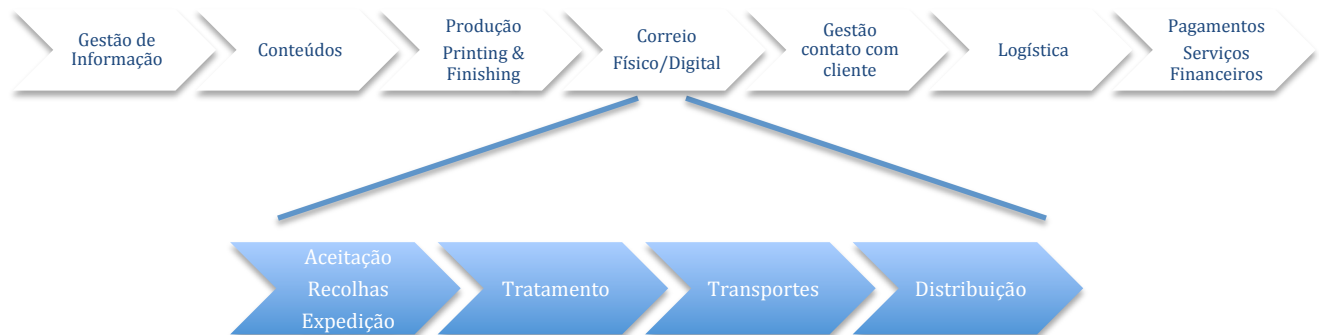 Gestão de
Informação
Conteúdos
Produção
Printing &
Finishing
Correio
Físico/Digital
Gestão
contato com
cliente
Logística
Pagamentos
Serviços
Financeiros
Aceitação
Recolhas
Expedição
Tratamento
Transportes
Distribuição